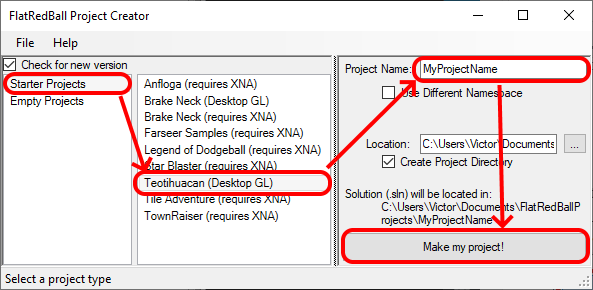 FlatRedBall Project Creator
File Help
Check for new version
Starter Projects
Empty Projects
Anfloga (requires XNA)
Brake Neck (Desktop GL)
Brake Neck (requires XNA)
Farseer Samples (requires XNA)
Legend of Dodgeball (requires XNA)
Star Blaster (requires XNA)
Teotihuacan (Desktop GL)
Tile Adventure (requires XNA)
TownRaiser (requires XNA)
Project Name: MyProjectName
Use Different Namespace
Location: C:\Users\Victor\Documents ...
Create Project Directory
Solution (.sln) will be located in:
C:\Users\Victor\Documents\FlatRedBallPr
ojects\MyProjectName
Make my project!
Select a project type